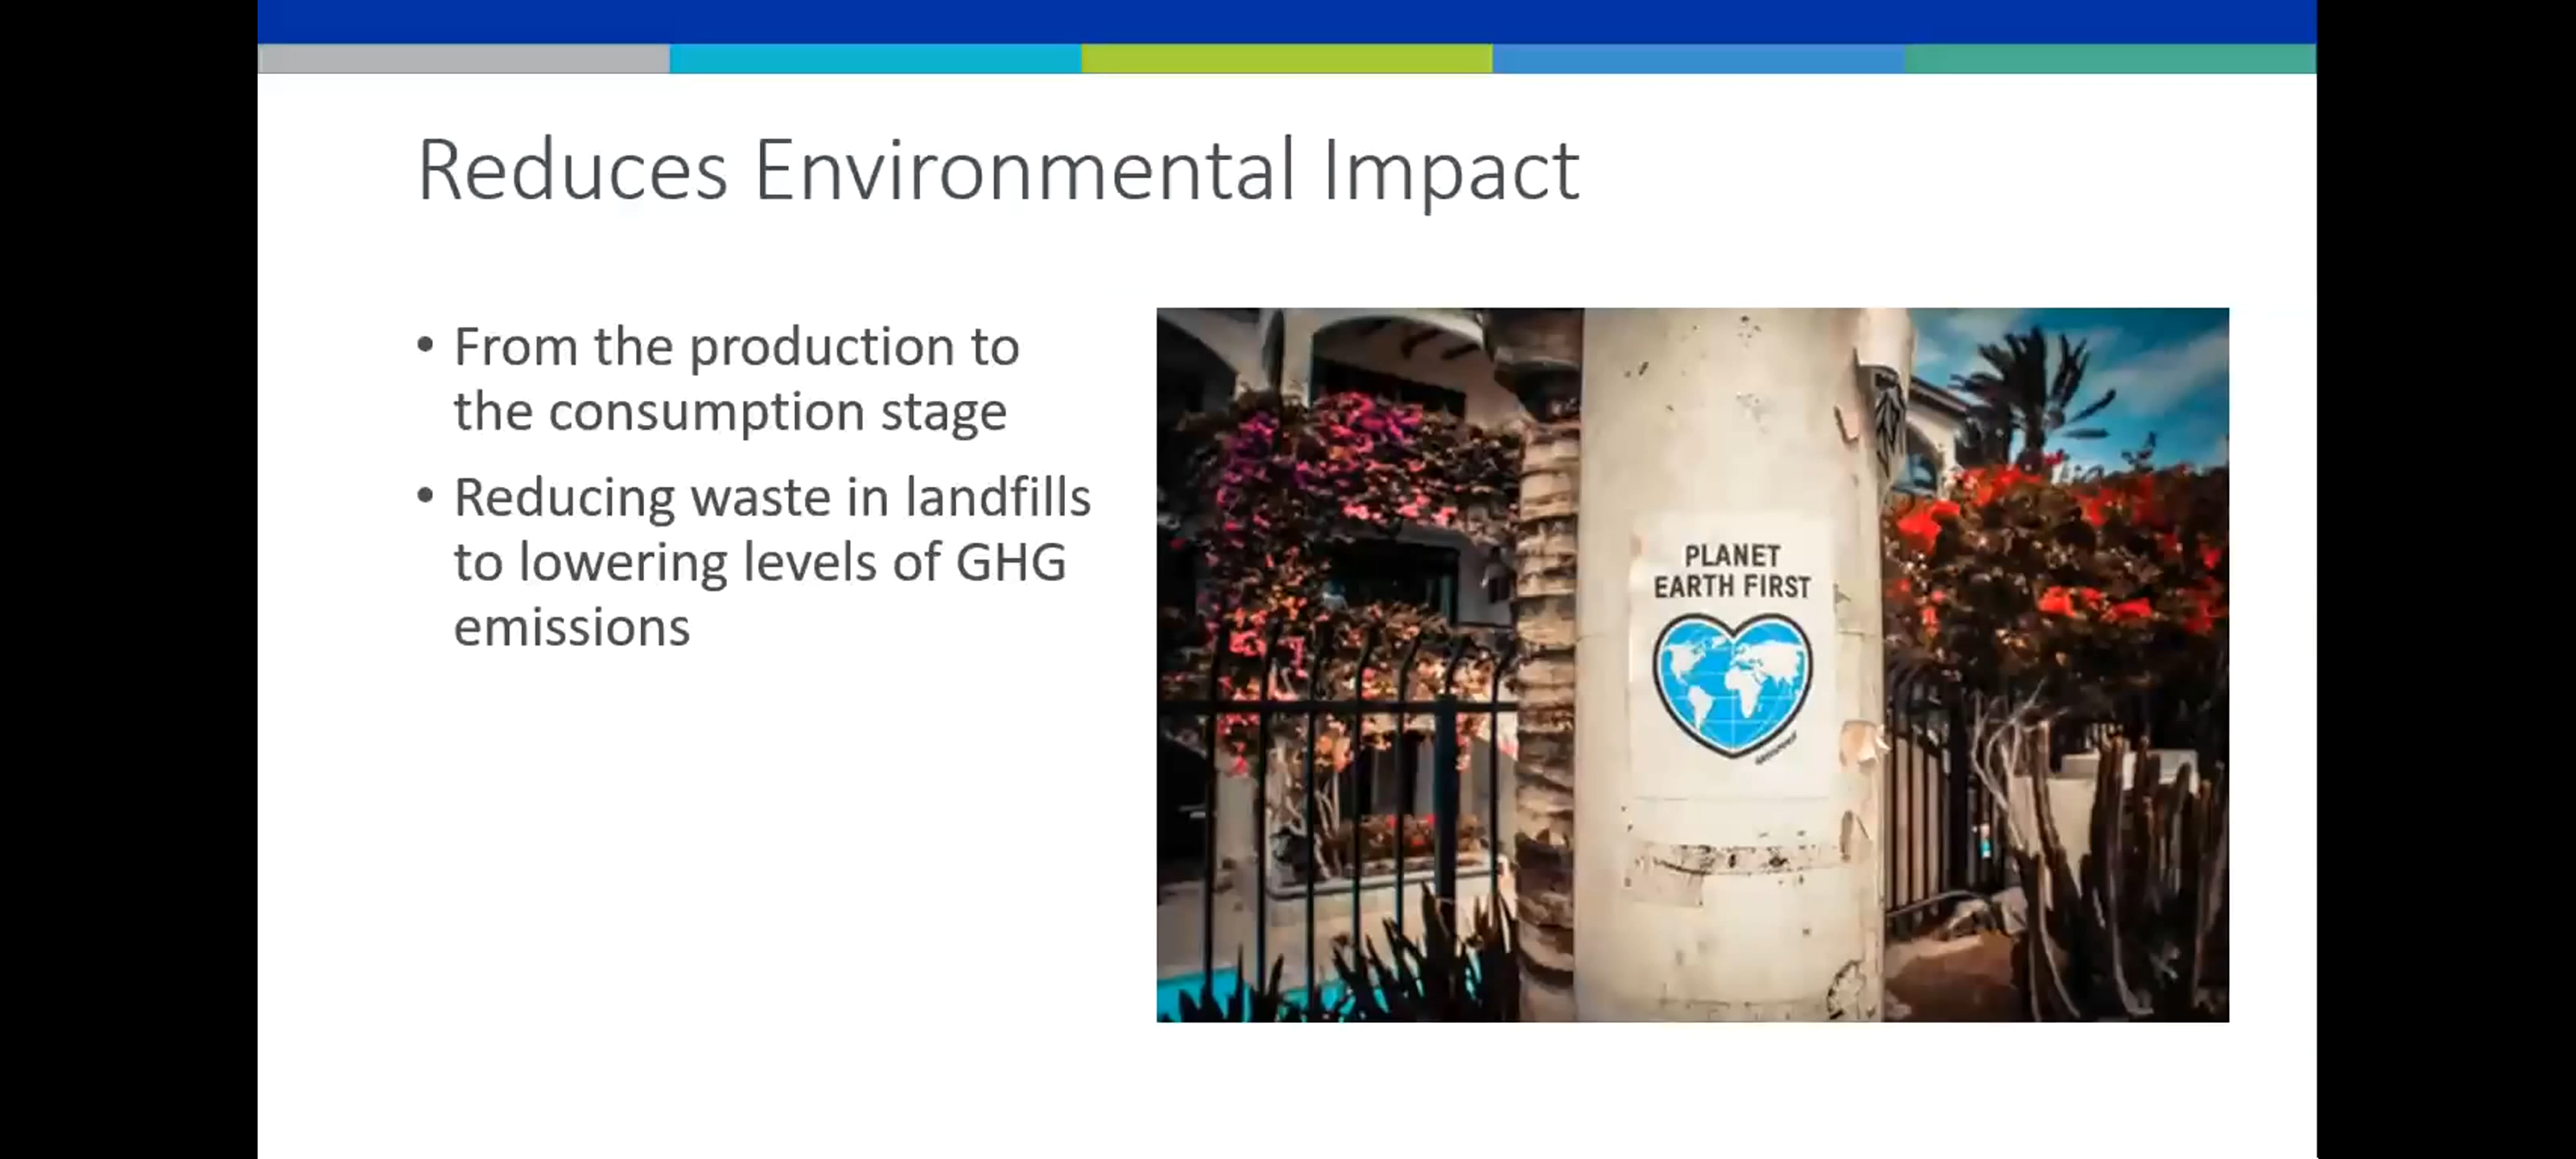 Reduces Environmental Impact
• From the production to
the consumption stage
• Reducing waste in landfills
to lowering levels of GHG
emissions
PLANET
EARTH FIRST